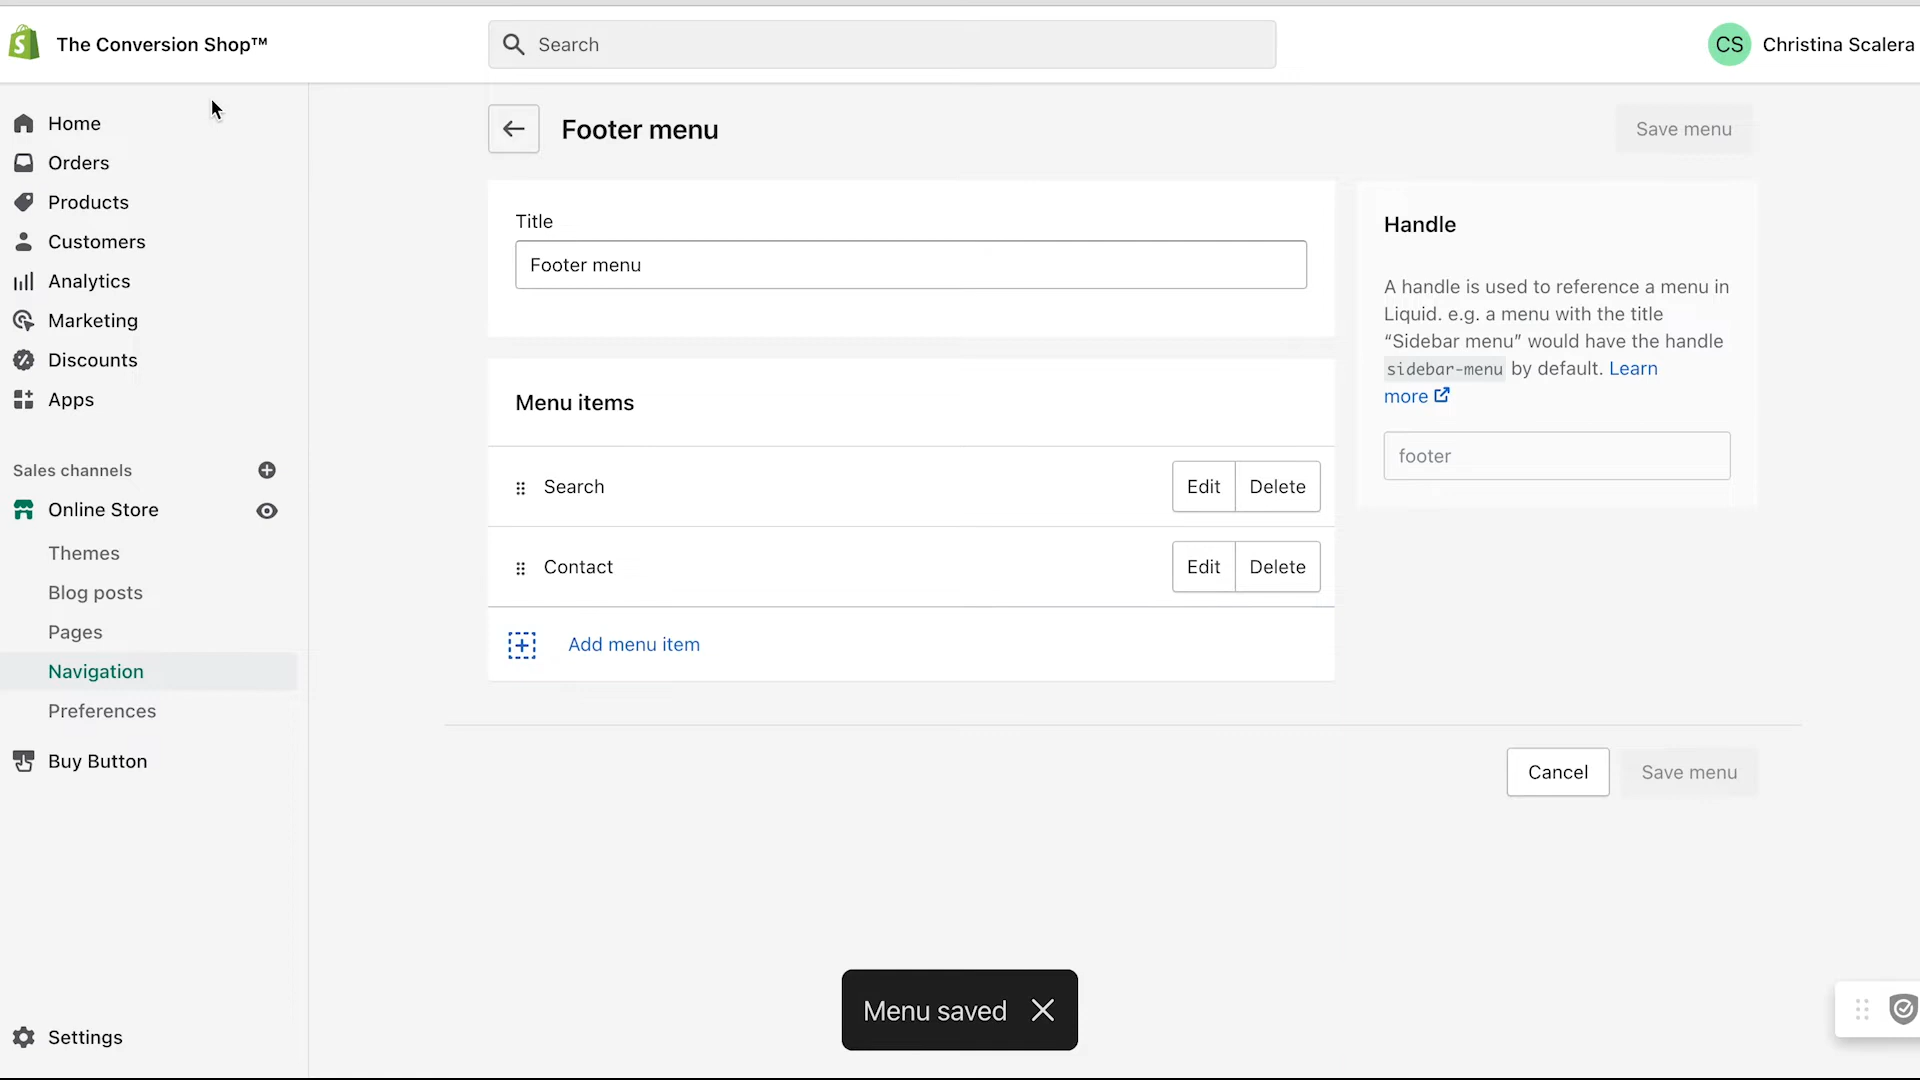 The Conversion Shop™
Search
CS
Christina Scalera
Home
Orders
Products
Customers
Analytics
Marketing
Discounts
Apps
Sales channels
Online Store
Themes
Blog posts
Pages
Navigation
Preferences
Buy Button
Settings
Footer menu
Save menu
Title
Footer menu
Menu items
Search
Edit
Delete
Contact
Edit
Delete
Add menu item
Handle
A handle is used to reference a menu in
Liquid. e.g. a menu with the title
“Sidebar menu” would have the handle
sidebar-menu by default. Learn
more
footer
Cancel
Save menu
Menu saved